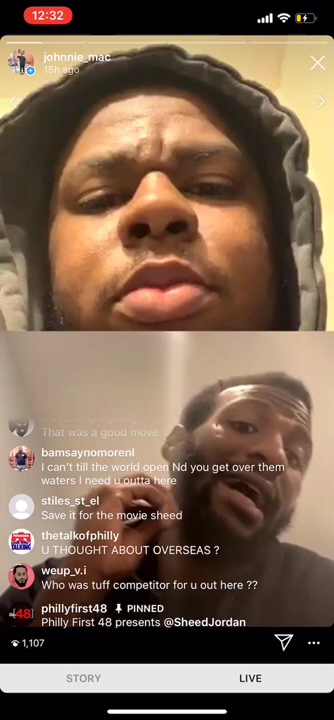 12:32
johnnie_mac
15h ago
That was a good move
bamsaynomorenl
I can't till the world open Nd you get over them
waters I need u outta here
stiles_st_el
Save it for the movie sheed
thetalkofphilly
U THOUGHT ABOUT OVERSEAS ?
weup_v.i
Who was tuff competitor for u out here ??
phillyfirst48 PINNED
Philly First 48 presents @SheedJordan
1,107
STORY LIVE